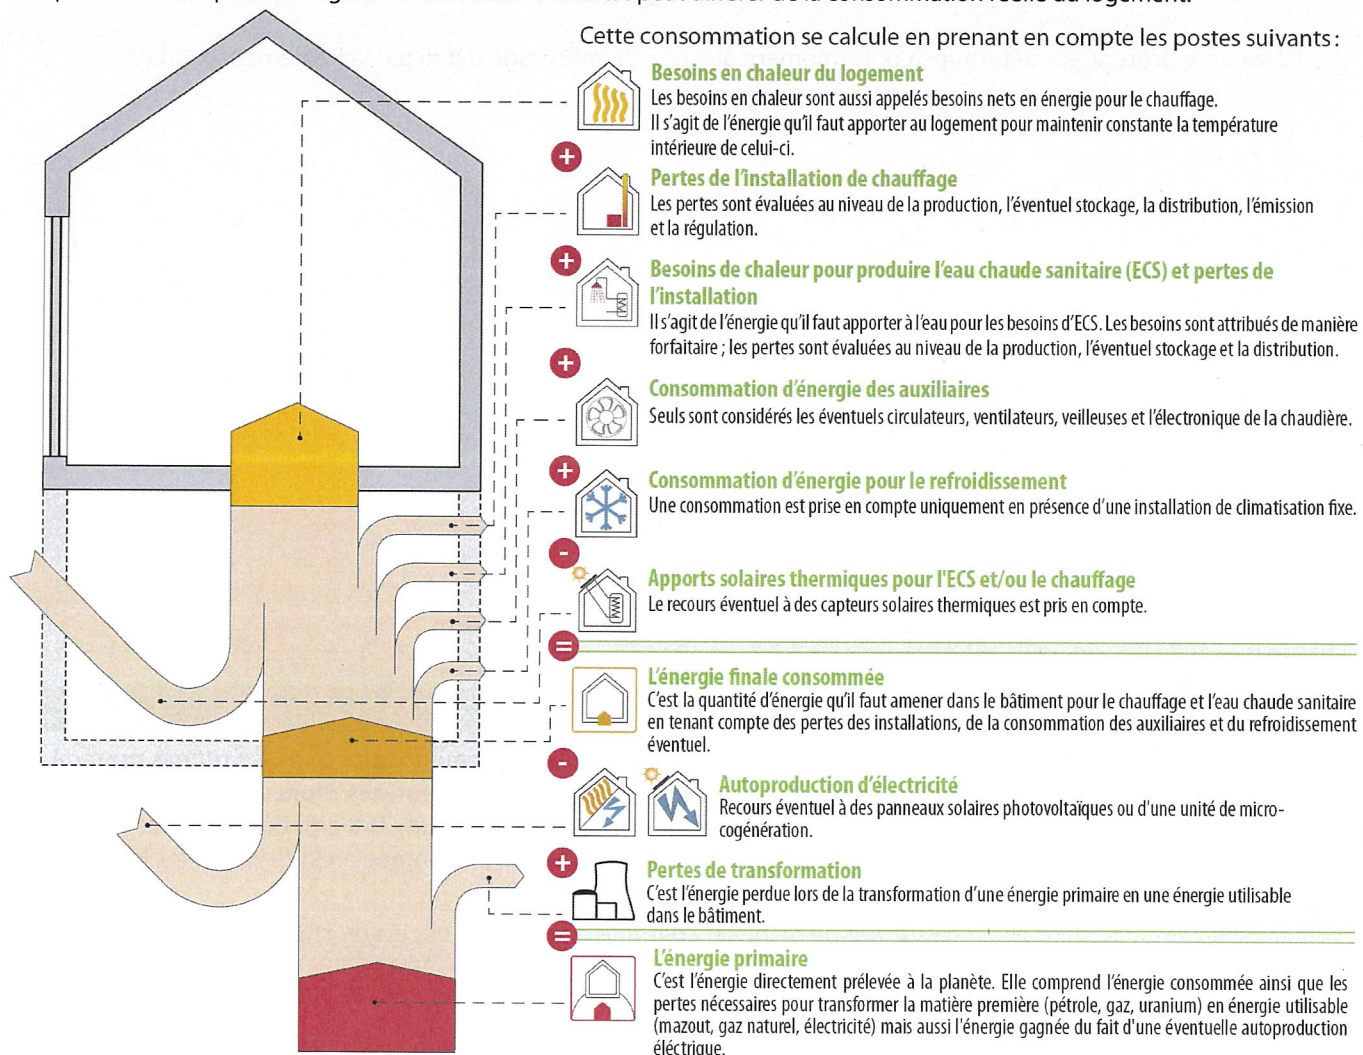 peut différer de la consommation réelle du logement.
Cette consommation se calcule en prenant en compte les postes suivants :
Besoins en chaleur du logement
Les besoins en chaleur sont aussi appelés besoins nets en énergie pour le chauffage.
Il s'agit de l'énergie qu'il faut apporter au logement pour maintenir constante la température
intérieure de celui-ci.
+
Pertes de l'installation de chauffage
Les pertes sont évaluées au niveau de la production, l'éventuel stockage, la distribution, l'émission
et la régulation.
+
Besoins de chaleur pour produire l'eau chaude sanitaire (ECS) et pertes de
l'installation
Il s'agit de l'énergie qu'il faut apporter à l'eau pour les besoins d'ECS. Les besoins sont attribués de manière
forfaitaire ; les pertes sont évaluées au niveau de la production, l'éventuel stockage et la distribution.
+
Consommation d'énergie des auxiliaires
Seuls sont considérés les éventuels circulateurs, ventilateurs, veilleuses et l'électronique de la chaudière.
+
Consommation d'énergie pour le refroidissement
Une consommation est prise en compte uniquement en présence d'une installation de climatisation fixe.
-
Apports solaires thermiques pour l'ECS et/ou le chauffage
Le recours éventuel à des capteurs solaires thermiques est pris en compte.
=
L'énergie finale consommée
C'est la quantité d'énergie qu'il faut amener dans le bâtiment pour le chauffage et l'eau chaude sanitaire
en tenant compte des pertes des installations, de la consommation des auxiliaires et du refroidissement
éventuel.
-
Autoproduction d'électricité
Recours éventuel à des panneaux solaires photovoltaïques ou d'une unité de micro-
cogénération.
+
Pertes de transformation
C'est l'énergie perdue lors de la transformation d'une énergie primaire en une énergie utilisable
dans le bâtiment.
=
L'énergie primaire
C'est l'énergie directement prélevée à la planète. Elle comprend l'énergie consommée ainsi que les
pertes nécessaires pour transformer la matière première (pétrole, gaz, uranium) en énergie utilisable
(mazout, gaz naturel, électricité) mais aussi l'énergie gagnée du fait d'une éventuelle autoproduction
éléctrique.